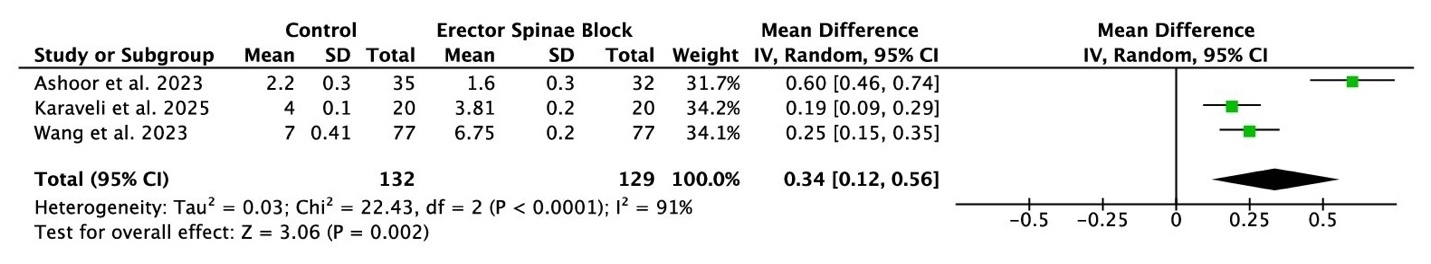 Control Erector Spinae Block Mean Difference Mean Difference
Study or Subgroup Mean SD Total Mean SD Total Weight IV, Random, 95% CI IV, Random, 95% CI
Ashoor et al. 2023 2.2 0.3 35 1.6 0.3 32 31.7% 0.60 [0.46, 0.74]
Karaveli et al. 2025 4 0.1 20 3.81 0.2 20 34.2% 0.19 [0.09, 0.29]
Wang et al. 2023 7 0.41 77 6.75 0.2 77 34.1% 0.25 [0.15, 0.35]
Total (95% CI) 132 129 100.0% 0.34 [0.12, 0.56]
Heterogeneity: Tau² = 0.03; Chi² = 22.43, df = 2 (P < 0.0001); I² = 91%
Test for overall effect: Z = 3.06 (P = 0.002)
-0.5 -0.25 0 0.25 0.5